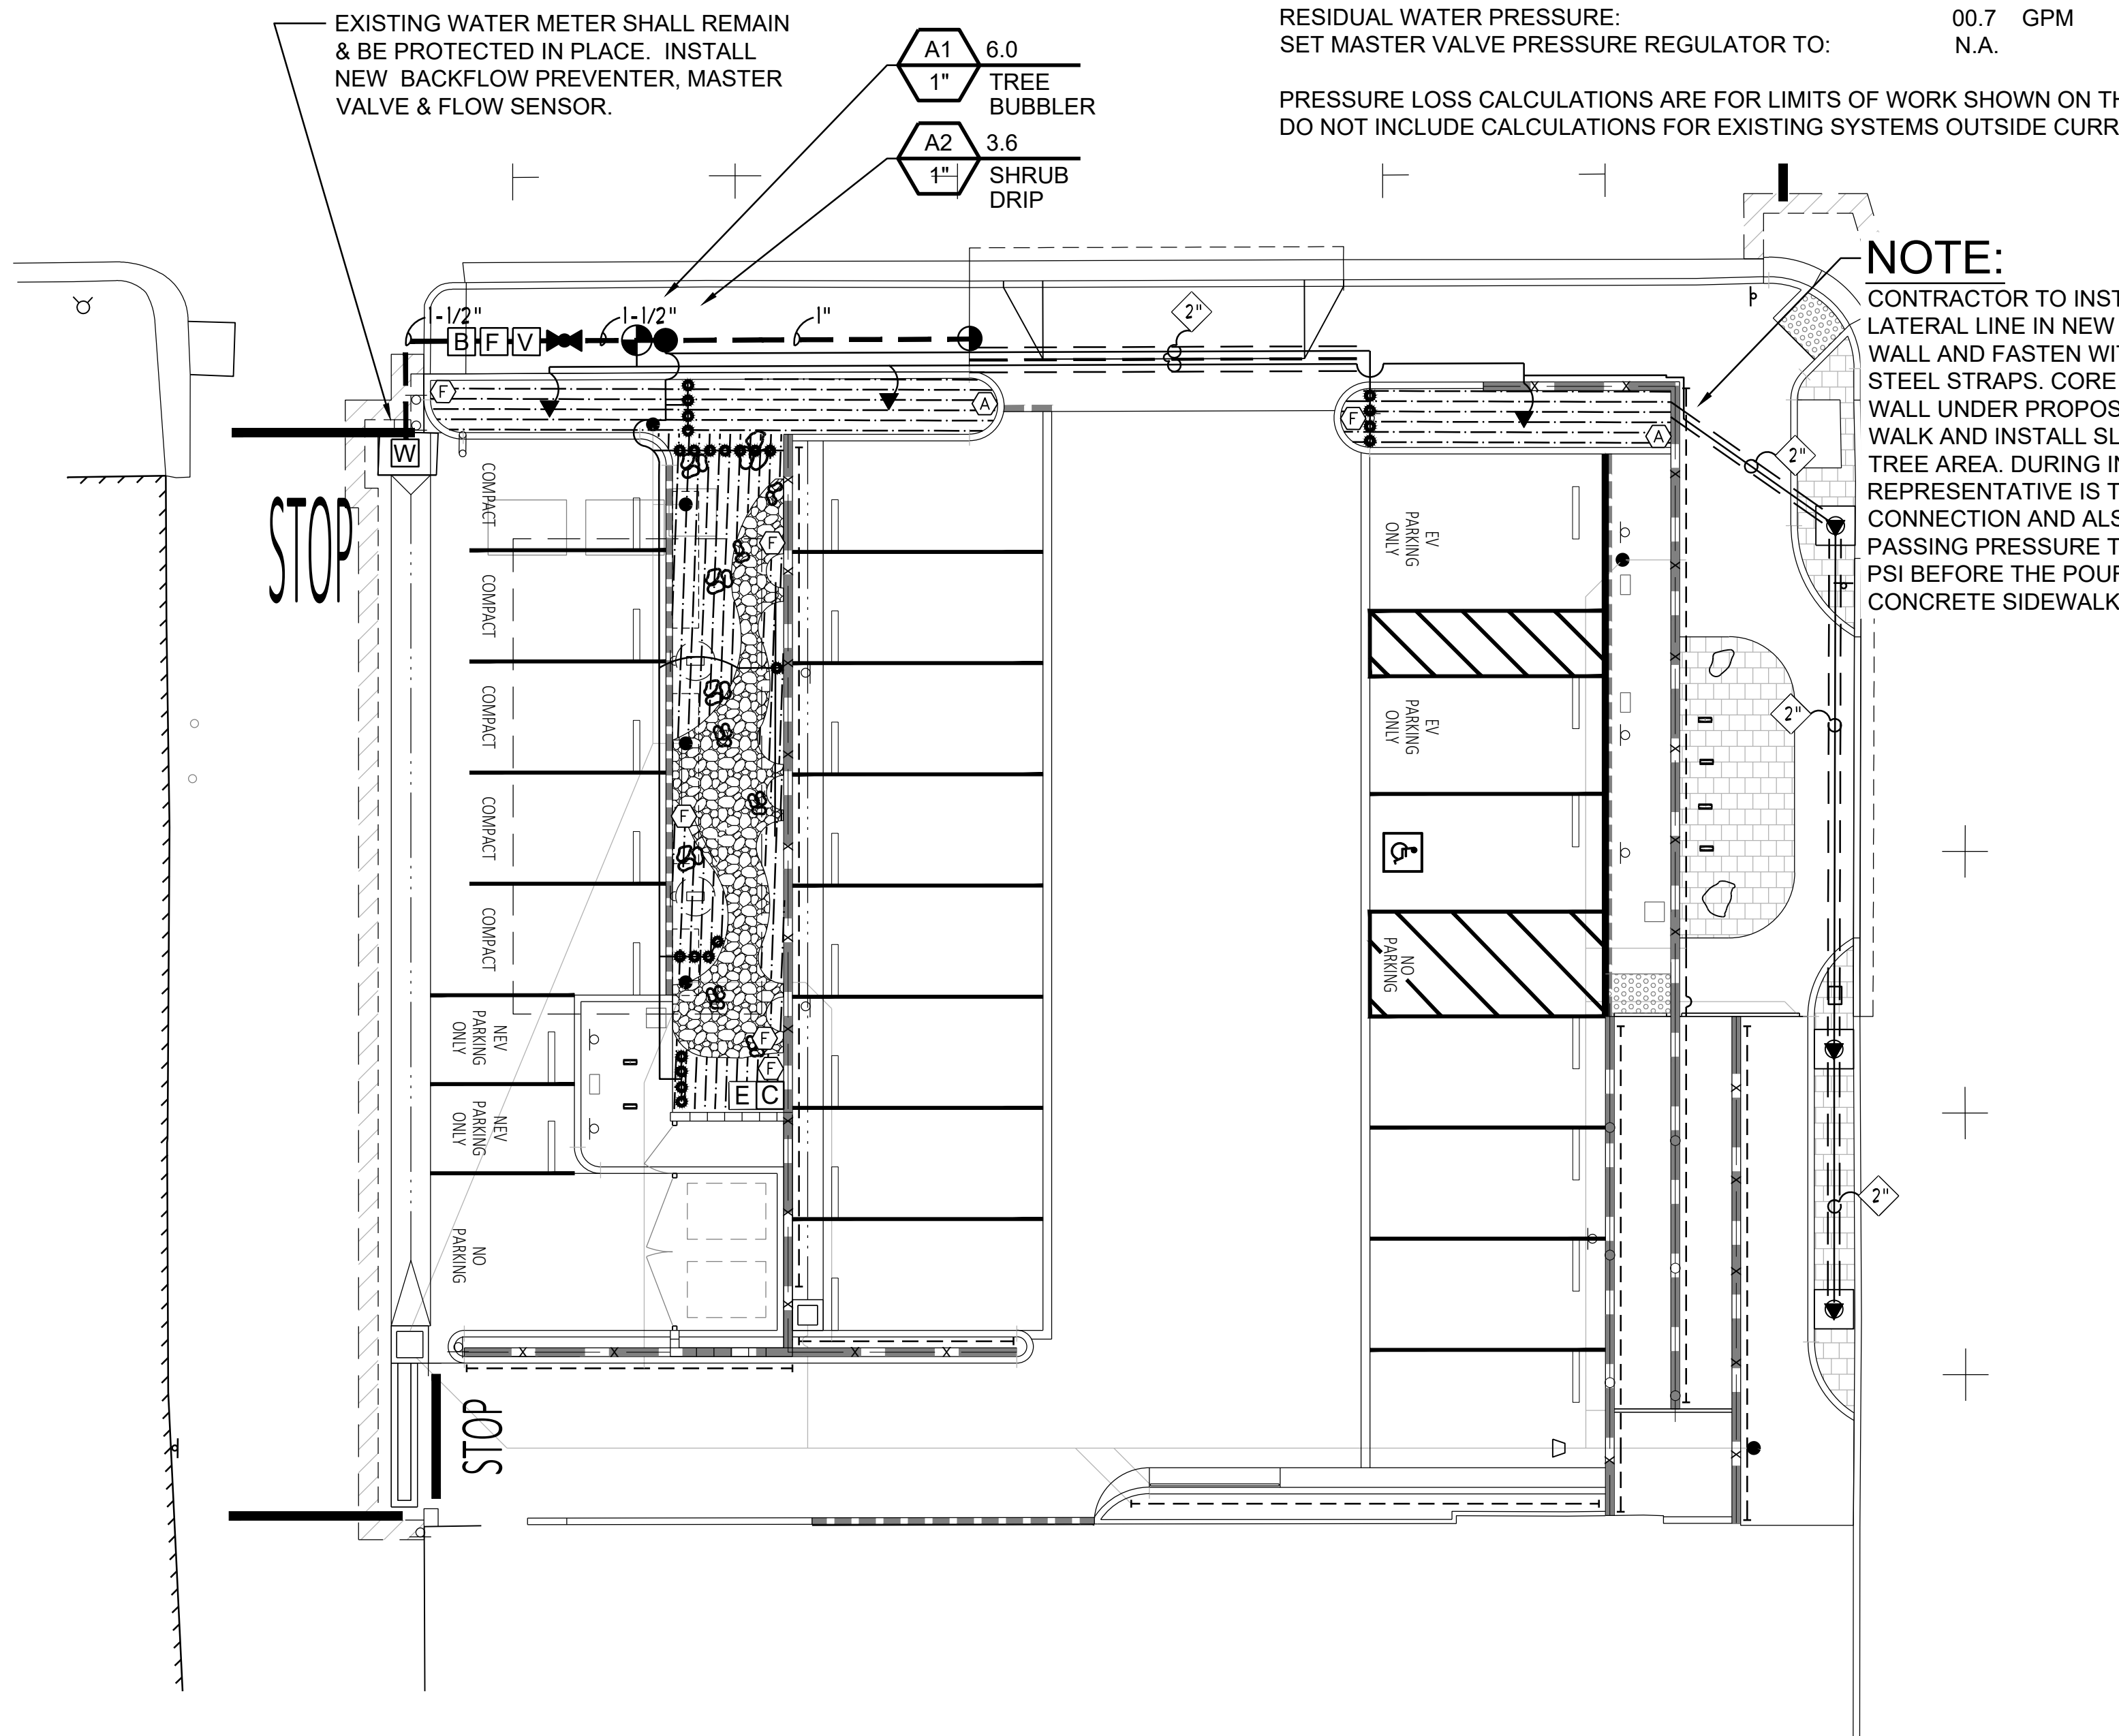 EXISTING WATER METER SHALL REMAIN
& BE PROTECTED IN PLACE. INSTALL
NEW BACKFLOW PREVENTER, MASTER
VALVE & FLOW SENSOR.
A1 6.0
1" TREE
BUBBLER
A2 3.6
1" SHRUB
DRIP
RESIDUAL WATER PRESSURE: 00.7 GPM
SET MASTER VALVE PRESSURE REGULATOR TO: N.A.
PRESSURE LOSS CALCULATIONS ARE FOR LIMITS OF WORK SHOWN ON TH
DO NOT INCLUDE CALCULATIONS FOR EXISTING SYSTEMS OUTSIDE CURR
NOTE:
CONTRACTOR TO INST
LATERAL LINE IN NEW
WALL AND FASTEN WIT
STEEL STRAPS. CORE
WALL UNDER PROPOS
WALK AND INSTALL SL
TREE AREA. DURING IN
REPRESENTATIVE IS T
CONNECTION AND ALS
PASSING PRESSURE T
PSI BEFORE THE POUR
CONCRETE SIDEWALK
1-1/2"
1-1/2"
1"
2"
B F V
F
A
F
A
W
2"
STOP
COMPACT
COMPACT
COMPACT
COMPACT
COMPACT
F
F
F
F
E C
EV
PARKING
ONLY
EV
PARKING
ONLY
2"
NO
PARKING
NEV
PARKING
ONLY
NEV
PARKING
ONLY
2"
NO
PARKING
STOP